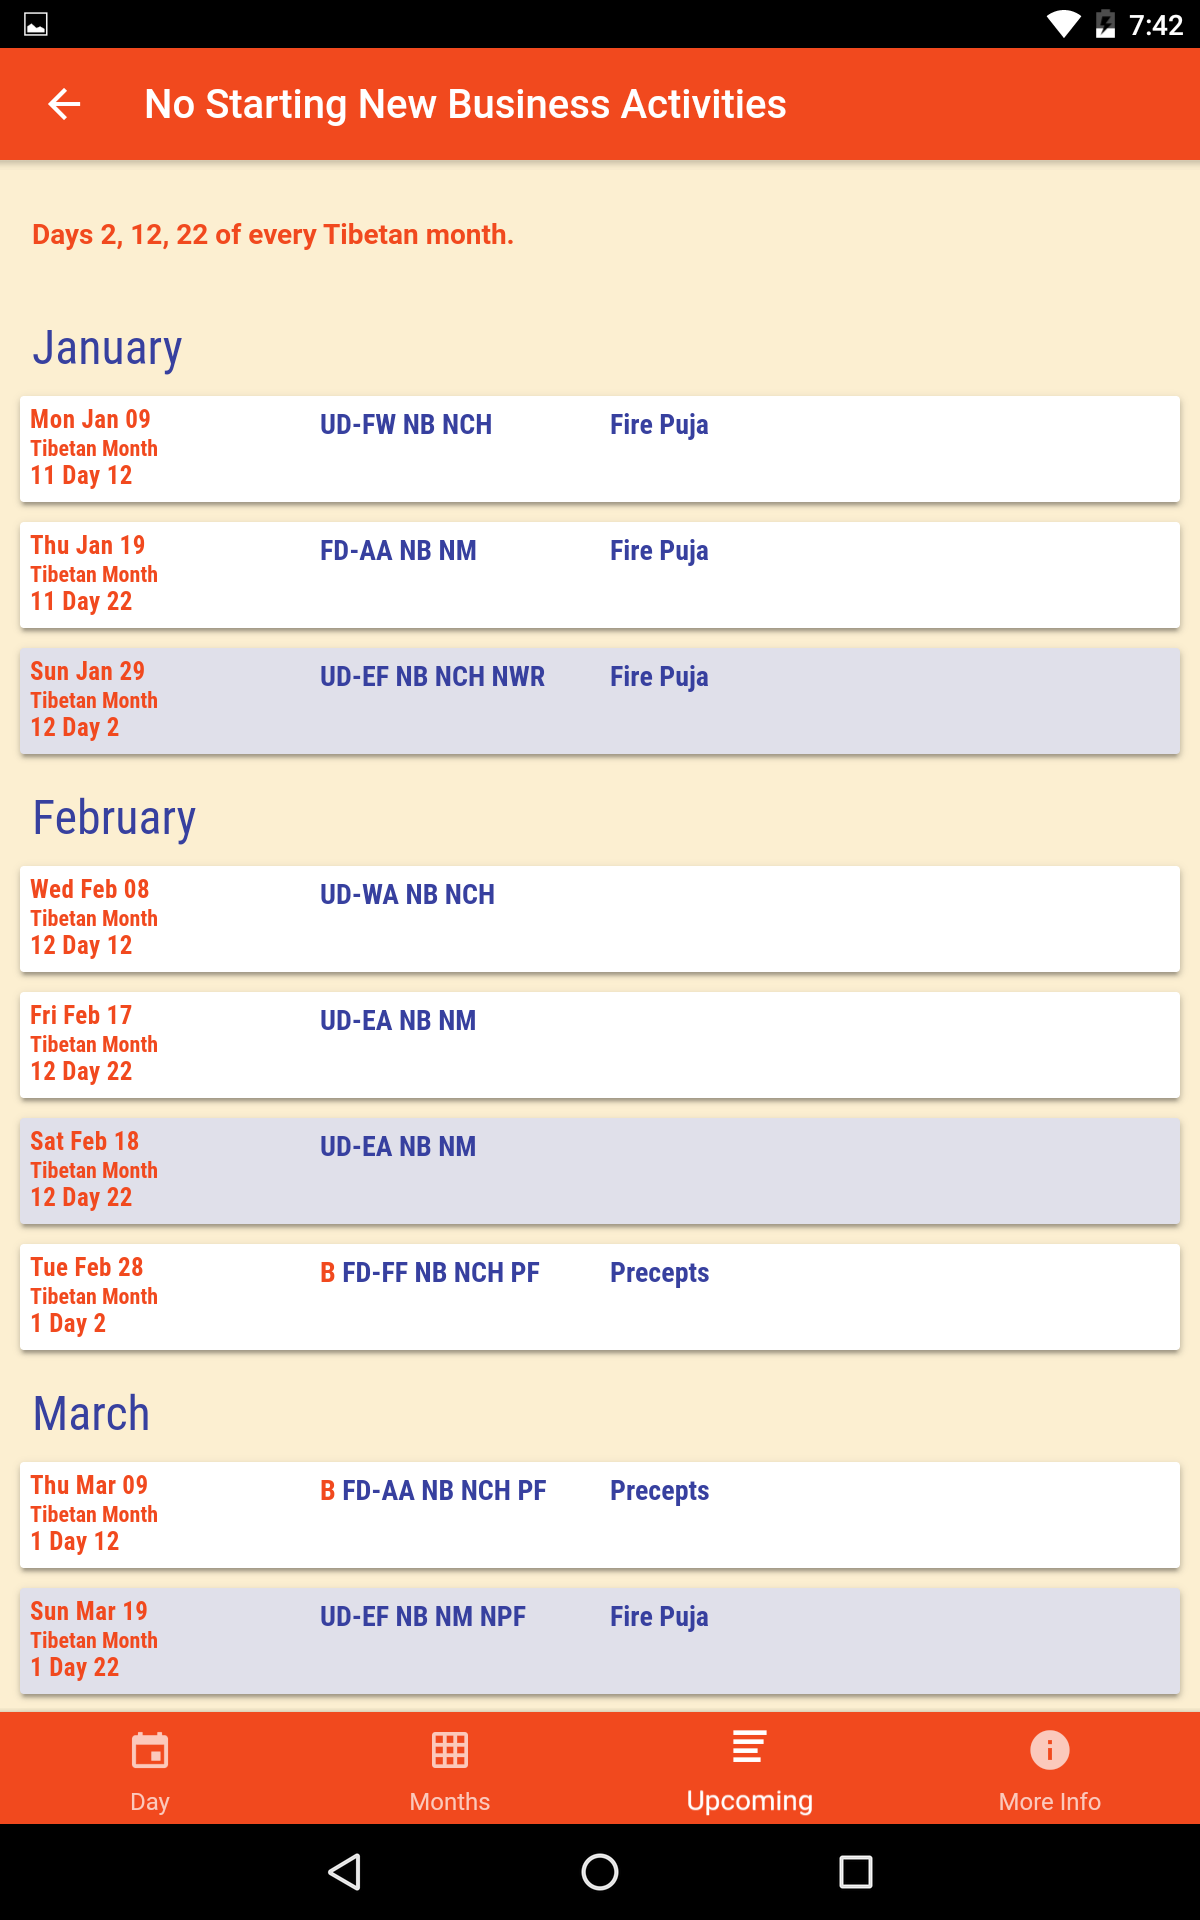 7:42
No Starting New Business Activities
Days 2, 12, 22 of every Tibetan month.
January
Mon Jan 09
Tibetan Month
11 Day 12
UD-FW NB NCH
Fire Puja
Thu Jan 19
Tibetan Month
11 Day 22
FD-AA NB NM
Fire Puja
Sun Jan 29
Tibetan Month
12 Day 2
UD-EF NB NCH NWR
Fire Puja
February
Wed Feb 08
Tibetan Month
12 Day 12
UD-WA NB NCH
Fri Feb 17
Tibetan Month
12 Day 22
UD-EA NB NM
Sat Feb 18
Tibetan Month
12 Day 22
UD-EA NB NM
Tue Feb 28
Tibetan Month
1 Day 2
B FD-FF NB NCH PF
Precepts
March
Thu Mar 09
Tibetan Month
1 Day 12
B FD-AA NB NCH PF
Precepts
Sun Mar 19
Tibetan Month
1 Day 22
UD-EF NB NM NPF
Fire Puja
Day
Months
Upcoming
More Info